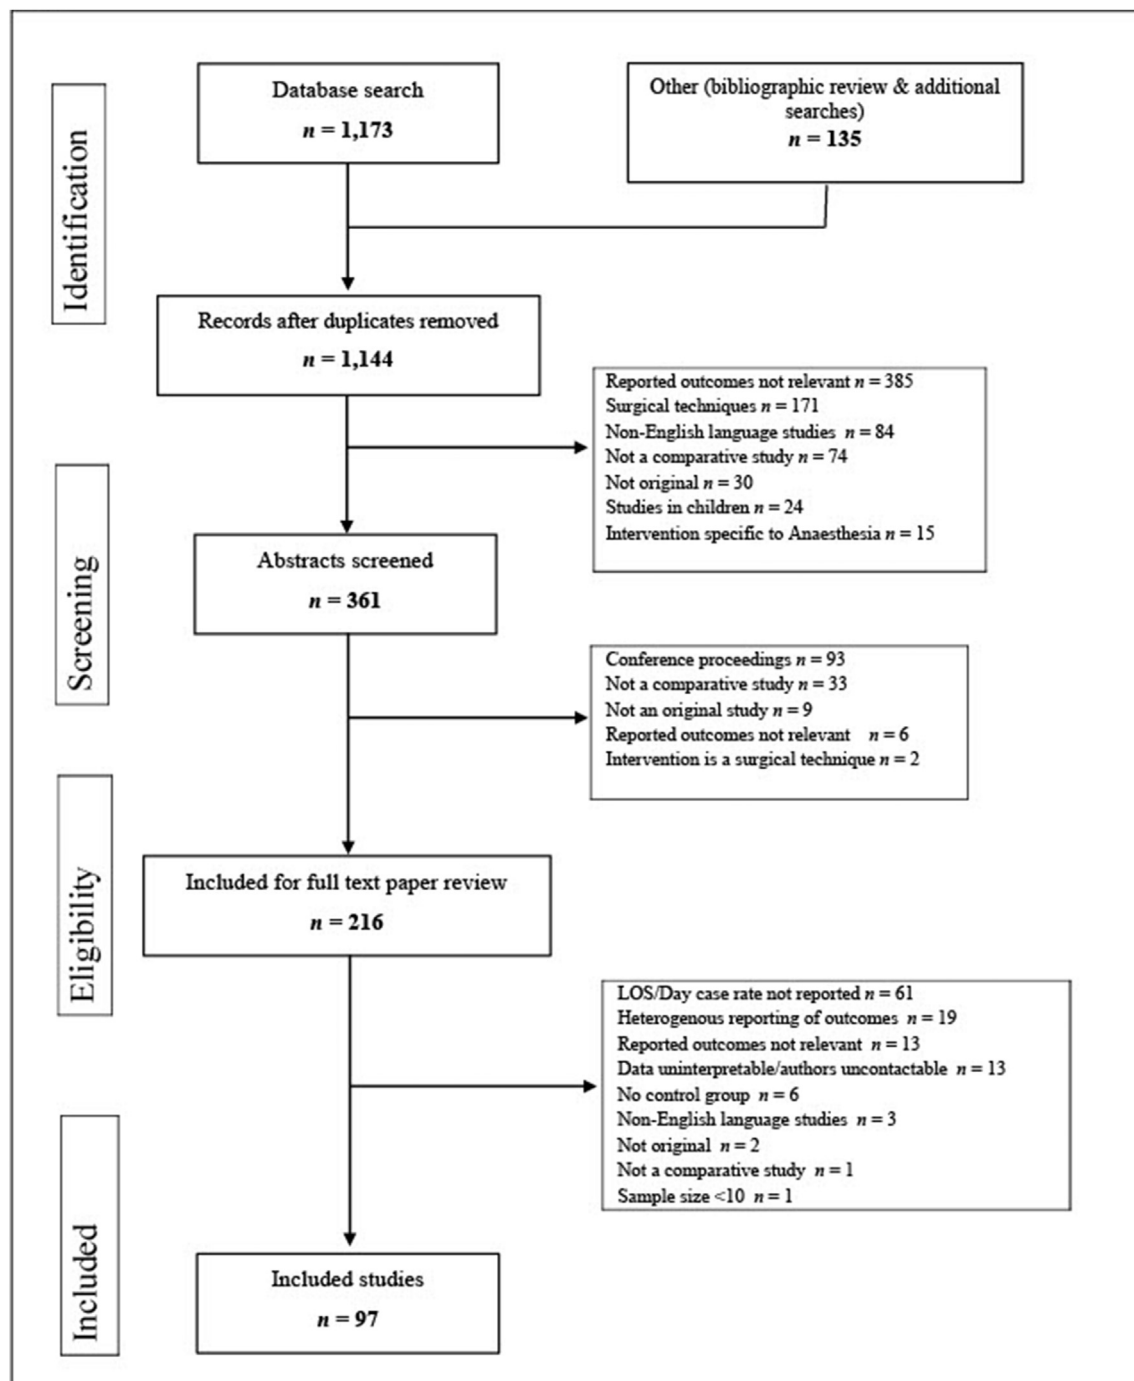 Identification
Database search
n = 1,173
Other (bibliographic review & additional
searches)
n = 135
Records after duplicates removed
n = 1,144
Reported outcomes not relevant n = 385
Surgical techniques n = 171
Non-English language studies n = 84
Not a comparative study n = 74
Not original n = 30
Studies in children n = 24
Intervention specific to Anaesthesia n = 15
Screening
Abstracts screened
n = 361
Conference proceedings n = 93
Not a comparative study n = 33
Not an original study n = 9
Reported outcomes not relevant n = 6
Intervention is a surgical technique n = 2
Eligibility
Included for full text paper review
n = 216
LOS/Day case rate not reported n = 61
Heterogenous reporting of outcomes n = 19
Reported outcomes not relevant n = 13
Data uninterpretable/authors uncontactable n = 13
No control group n = 6
Non-English language studies n = 3
Not original n = 2
Not a comparative study n = 1
Sample size <10 n = 1
Included
Included studies
n = 97